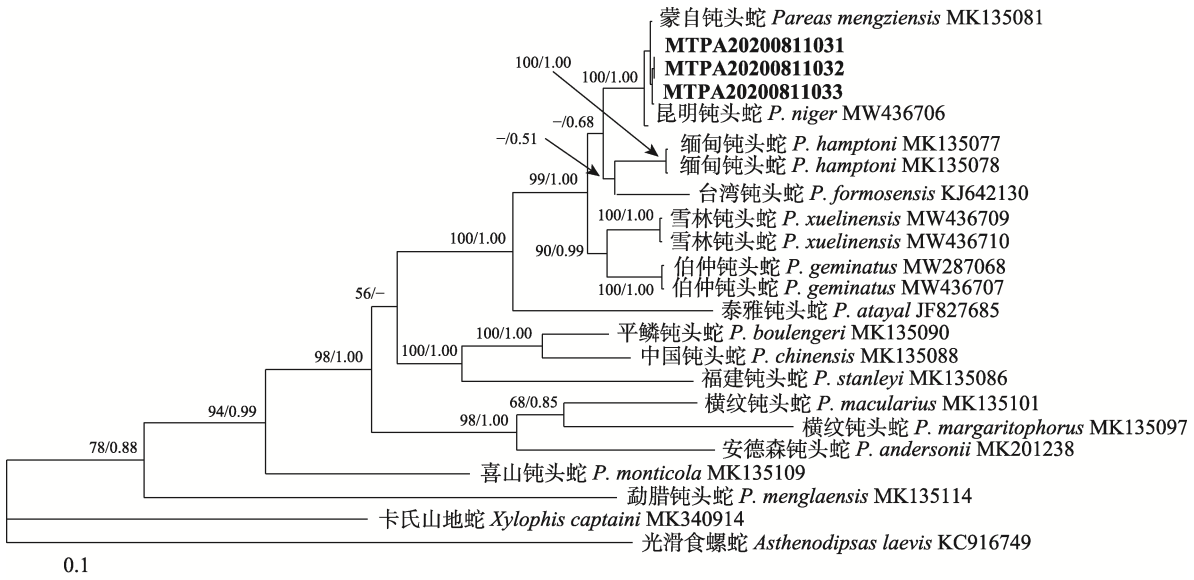 蒙自钝头蛇 Pareas mengziensis MK135081
MTPA20200811031
100/1.00
MTPA20200811032
100/1.00
MTPA20200811033
昆明钝头蛇 P. niger MW436706
−/0.68
−/0.51
缅甸钝头蛇 P. hamptoni MK135077
缅甸钝头蛇 P. hamptoni MK135078
99/1.00
台湾钝头蛇 P. formosensis KJ642130
100/1.00
雪林钝头蛇 P. xuelinensis MW436709
100/1.00
雪林钝头蛇 P. xuelinensis MW436710
90/0.99
伯仲钝头蛇 P. geminatus MW287068
100/1.00
伯仲钝头蛇 P. geminatus MW436707
56/−
泰雅钝头蛇 P. atayal JF827685
100/1.00
平鳞钝头蛇 P. boulengeri MK135090
98/1.00
100/1.00
中国钝头蛇 P. chinensis MK135088
福建钝头蛇 P. stanleyi MK135086
68/0.85
横纹钝头蛇 P. macularius MK135101
94/0.99
98/1.00
横纹钝头蛇 P. margaritophorus MK135097
78/0.88
安德森钝头蛇 P. andersonii MK201238
喜山钝头蛇 P. monticola MK135109
勐腊钝头蛇 P. menglaensis MK135114
卡氏山地蛇 Xylophis captaini MK340914
光滑食螺蛇 Asthenodipsas laevis KC916749
0.1